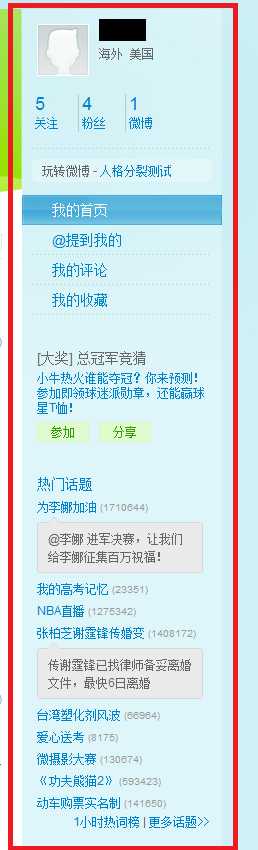 海外 美国
5 4 1
关注 粉丝 微博
玩转微博 - 人格分裂测试
我的首页
@提到我的
我的评论
我的收藏
[大奖] 总冠军竞猜
小牛热火谁能夺冠？你来预测！
参加即领球迷派勋章，还能赢球
星T恤！
参加 分享
热门话题
为李娜加油 (1710644)
@李娜 进军决赛，让我们
给李娜征集百万祝福！
我的高考记忆 (23351)
NBA直播 (1275342)
张柏芝谢霆锋传婚变 (1408172)
传谢霆锋已找律师备妥离婚
文件，最快6日离婚
台湾塑化剂风波 (66964)
爱心送考 (8175)
微摄影大赛 (130674)
《功夫熊猫2》 (593423)
动车购票实名制 (141650)
1小时热词榜 | 更多话题>>